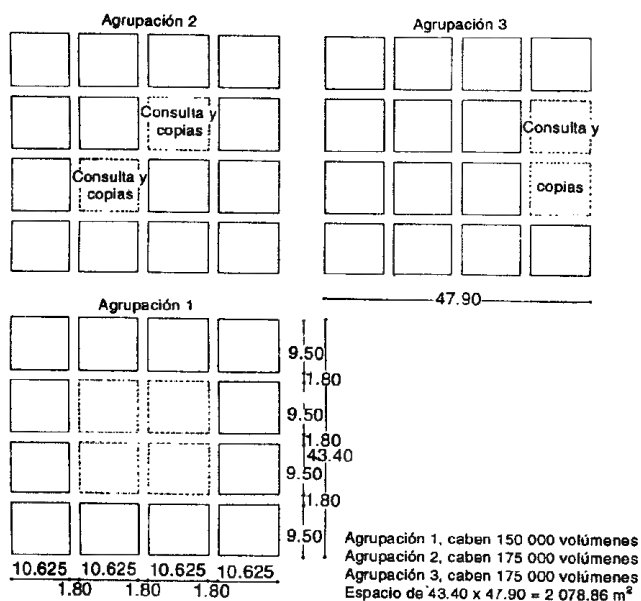 Agrupación 2
Consulta y
copias
Consulta y
copias
Agrupación 3
Consulta y
copias
47.90
Agrupación 1
9.50
1.80
9.50
1.80
43.40
9.50
1.80
9.50
10.625 10.625 10.625 10.625
1.80 1.80 1.80
Agrupación 1, caben 150 000 volúmenes
Agrupación 2, caben 175 000 volúmenes
Agrupación 3, caben 175 000 volúmenes
Espacio de 43.40 x 47.90 = 2 078.86 m²